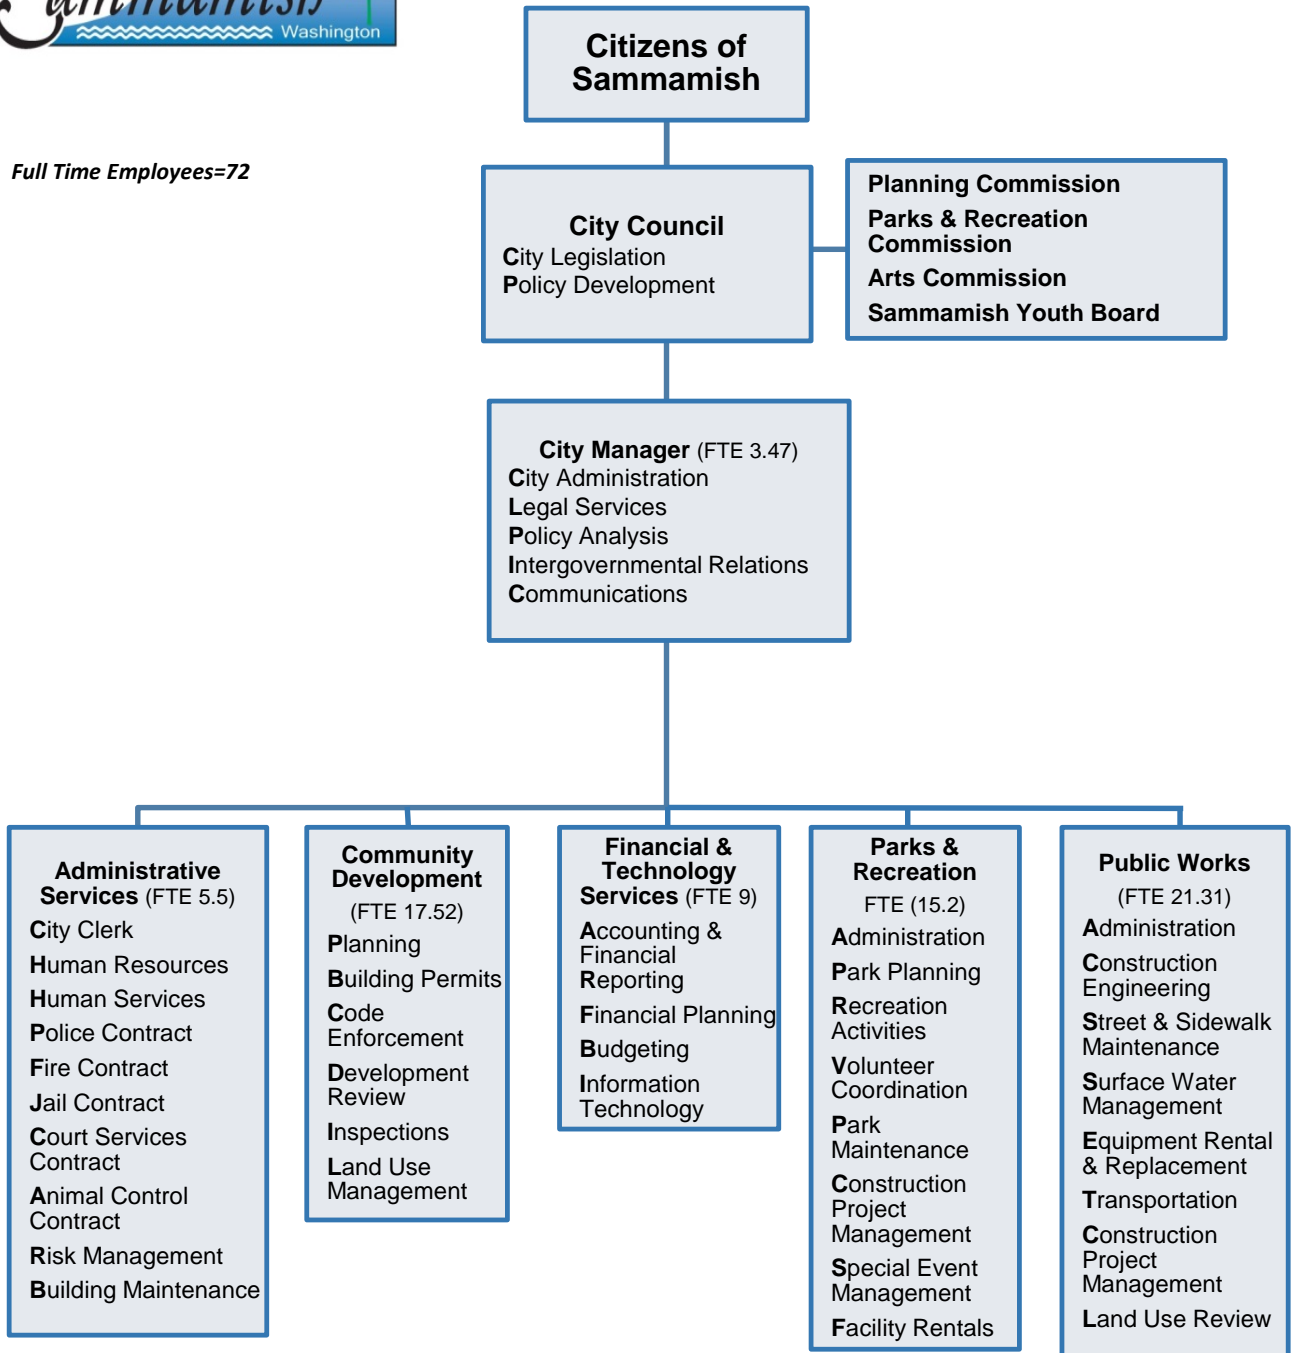 Washington
Citizens of
Sammamish
Full Time Employees=72
City Council
City Legislation
Policy Development
Planning Commission
Parks & Recreation
Commission
Arts Commission
Sammamish Youth Board
City Manager (FTE 3.47)
City Administration
Legal Services
Policy Analysis
Intergovernmental Relations
Communications
Administrative
Services (FTE 5.5)
City Clerk
Human Resources
Human Services
Police Contract
Fire Contract
Jail Contract
Court Services
Contract
Animal Control
Contract
Risk Management
Building Maintenance
Community
Development
(FTE 17.52)
Planning
Building Permits
Code
Enforcement
Development
Review
Inspections
Land Use
Management
Financial &
Technology
Services (FTE 9)
Accounting &
Financial
Reporting
Financial Planning
Budgeting
Information
Technology
Parks &
Recreation
FTE (15.2)
Administration
Park Planning
Recreation
Activities
Volunteer
Coordination
Park
Maintenance
Construction
Project
Management
Special Event
Management
Facility Rentals
Public Works
(FTE 21.31)
Administration
Construction
Engineering
Street & Sidewalk
Maintenance
Surface Water
Management
Equipment Rental
& Replacement
Transportation
Construction
Project
Management
Land Use Review